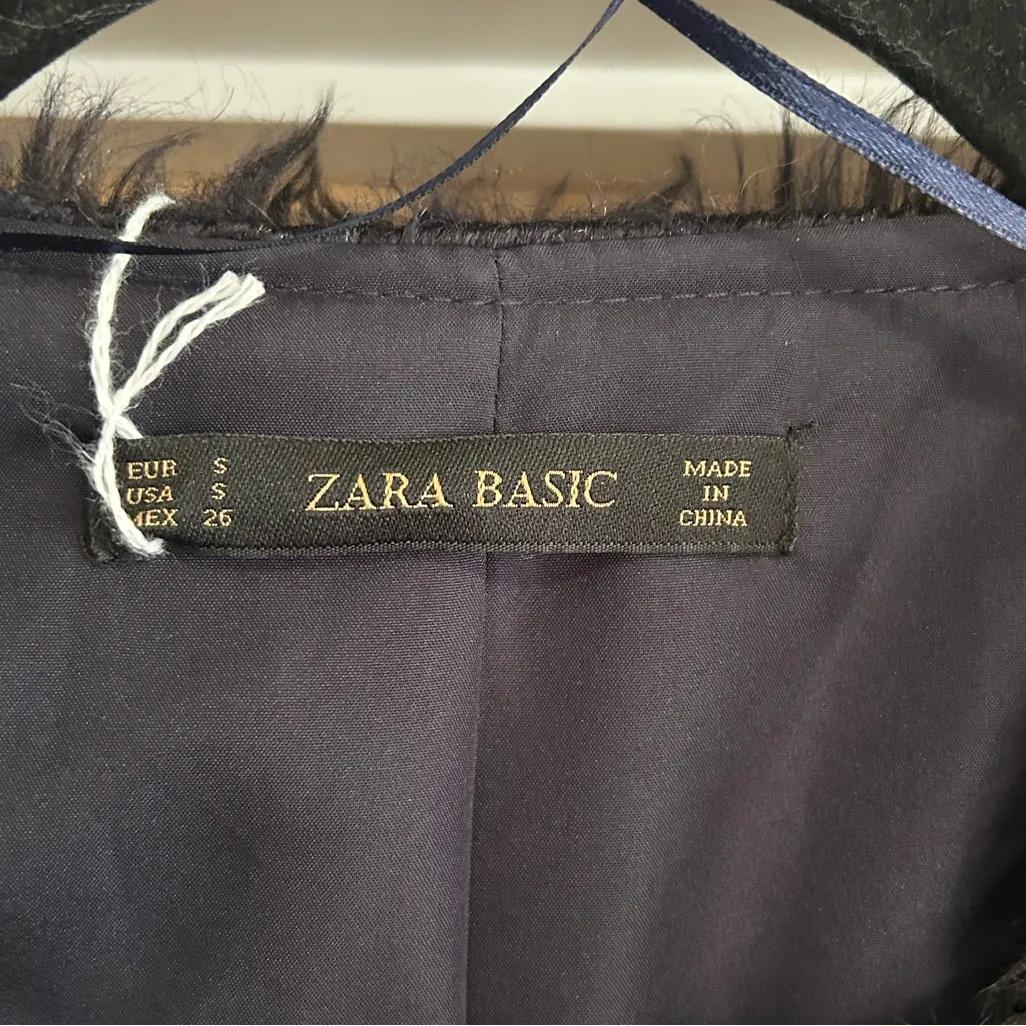 EUR S
USA S
MEX 26
ZARA BASIC
MADE
IN
CHINA